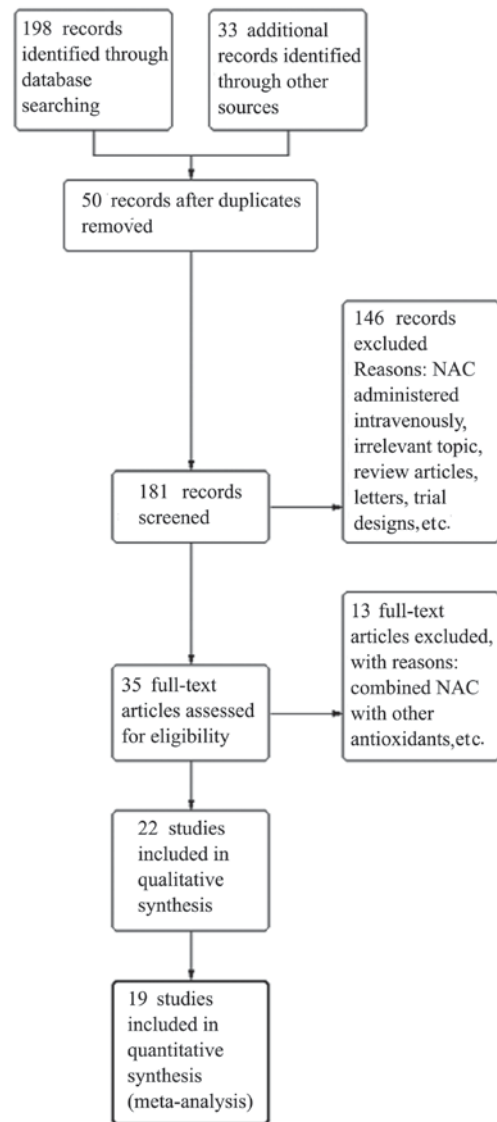 198 records
identified through
database
searching
33 additional
records identified
through other
sources
50 records after duplicates
removed
146 records
excluded
Reasons: NAC
administered
intravenously,
irrelevant topic,
review articles,
letters, trial
designs,etc.
181 records
screened
13 full-text
articles excluded,
with reasons:
combined NAC
with other
antioxidants,etc.
35 full-text
articles assessed
for eligibility
22 studies
included in
qualitative
synthesis
19 studies
included in
quantitative
synthesis
(meta-analysis)